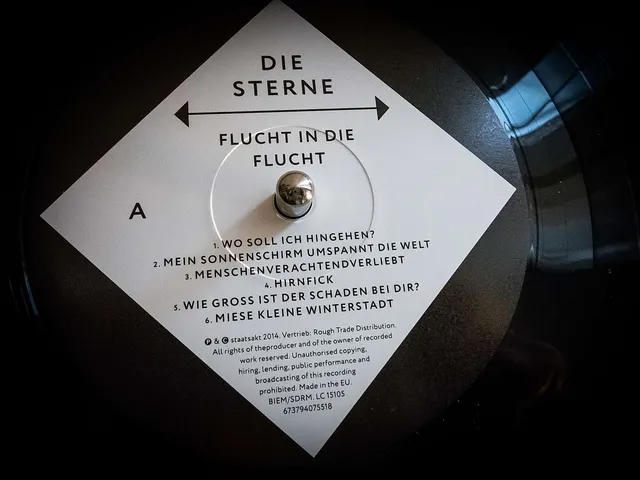 DIE
STERNE
FLUCHT IN DIE
FLUCHT
A
1. WO SOLL ICH HINGEHEN?
2. MEIN SONNENSCHIRM UMSPANNT DIE WELT
3. MENSCHENVERACHTENDVERLIEBT
4. HIRNFICK
5. WIE GROSS IST DER SCHADEN BEI DIR?
6. MIESE KLEINE WINTERSTADT
℗ & © staatsakt 2014. Vertrieb: Rough Trade Distribution.
All rights of theproducer and of the owner of recorded
work reserved. Unauthorised copying,
hiring, lending, public performance and
broadcasting of this recording
prohibited. Made in the EU.
BIEM/SDRM. LC 15105
673794075518